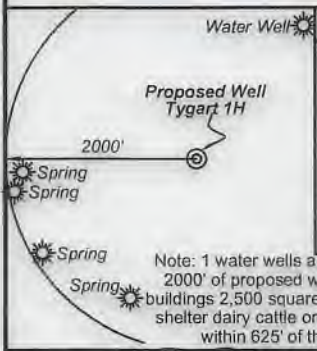 Water Well
Proposed Well
Tygart 1H
2000'
Spring
Spring
Spring
Note: 1 water wells a
2000' of proposed w
Spring
buildings 2,500 square
shelter dairy cattle or
within 625' of th